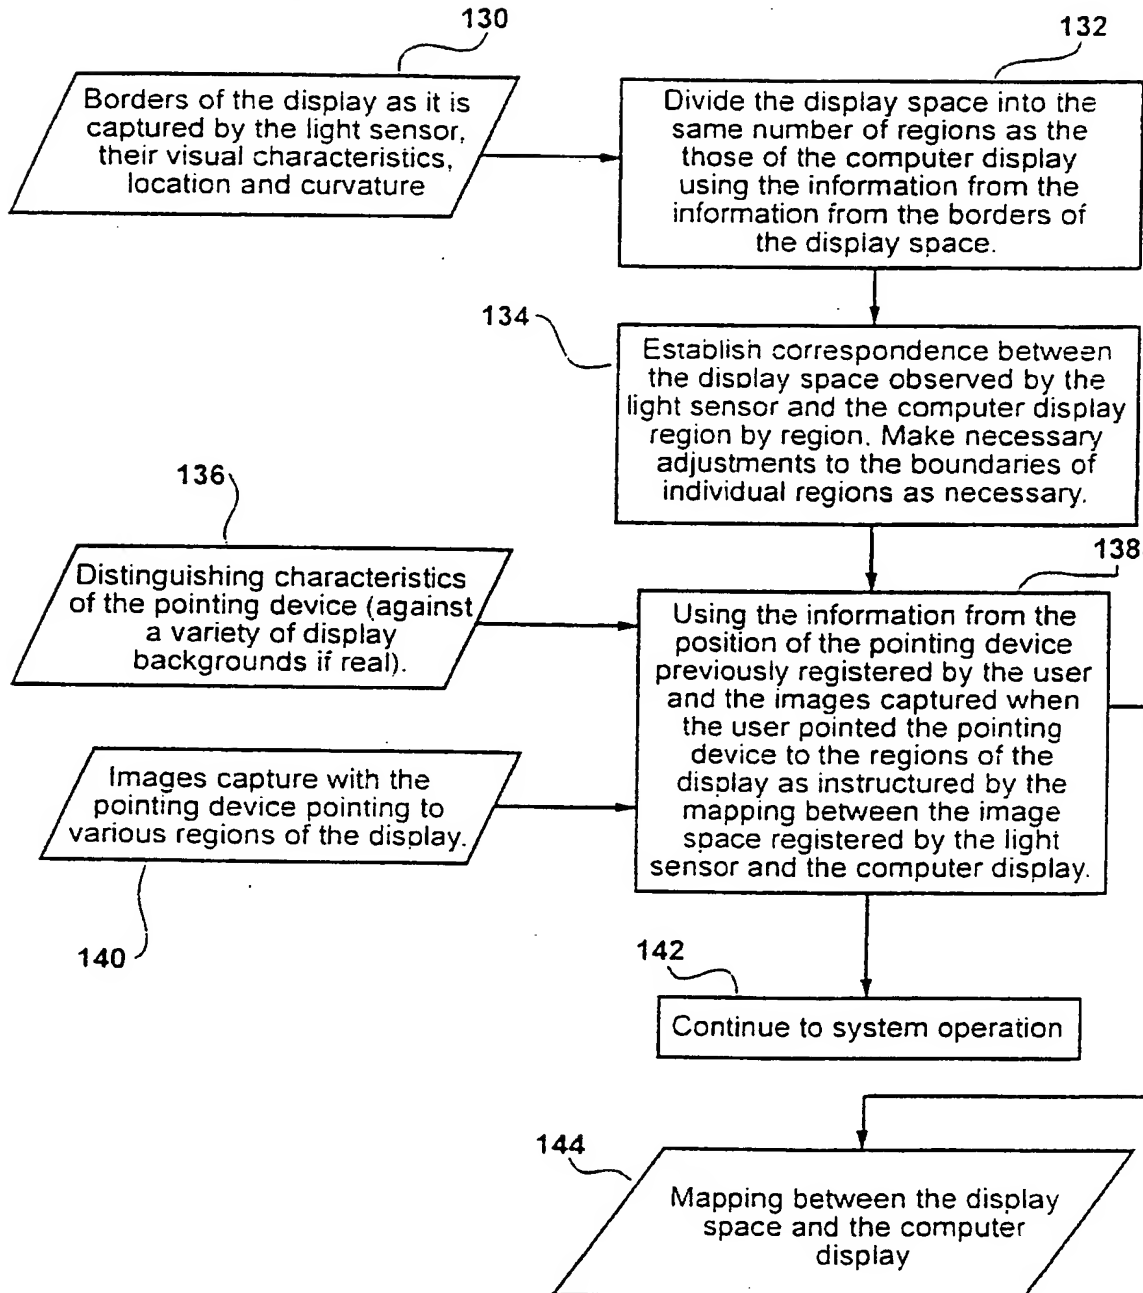 130
132
Borders of the display as it is
captured by the light sensor,
their visual characteristics,
location and curvature
Divide the display space into the
same number of regions as the
those of the computer display
using the information from the
information from the borders of
the display space.
134
Establish correspondence between
the display space observed by the
light sensor and the computer display
region by region. Make necessary
adjustments to the boundaries of
individual regions as necessary.
136
138
Distinguishing characteristics
of the pointing device (against
a variety of display
backgrounds if real).
Using the information from the
position of the pointing device
previously registered by the user
and the images captured when
the user pointed the pointing
device to the regions of the
display as instructured by the
mapping between the image
space registered by the light
sensor and the computer display.
Images capture with the
pointing device pointing to
various regions of the display.
140
142
Continue to system operation
144
Mapping between the display
space and the computer
display